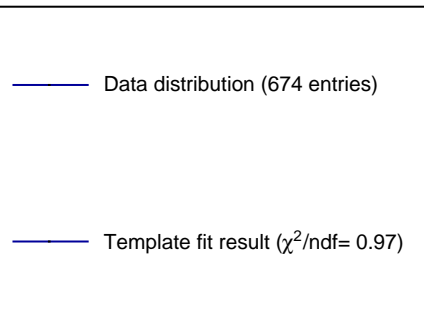 Data distribution (674 entries)
Template fit result (χ²/ndf= 0.97)